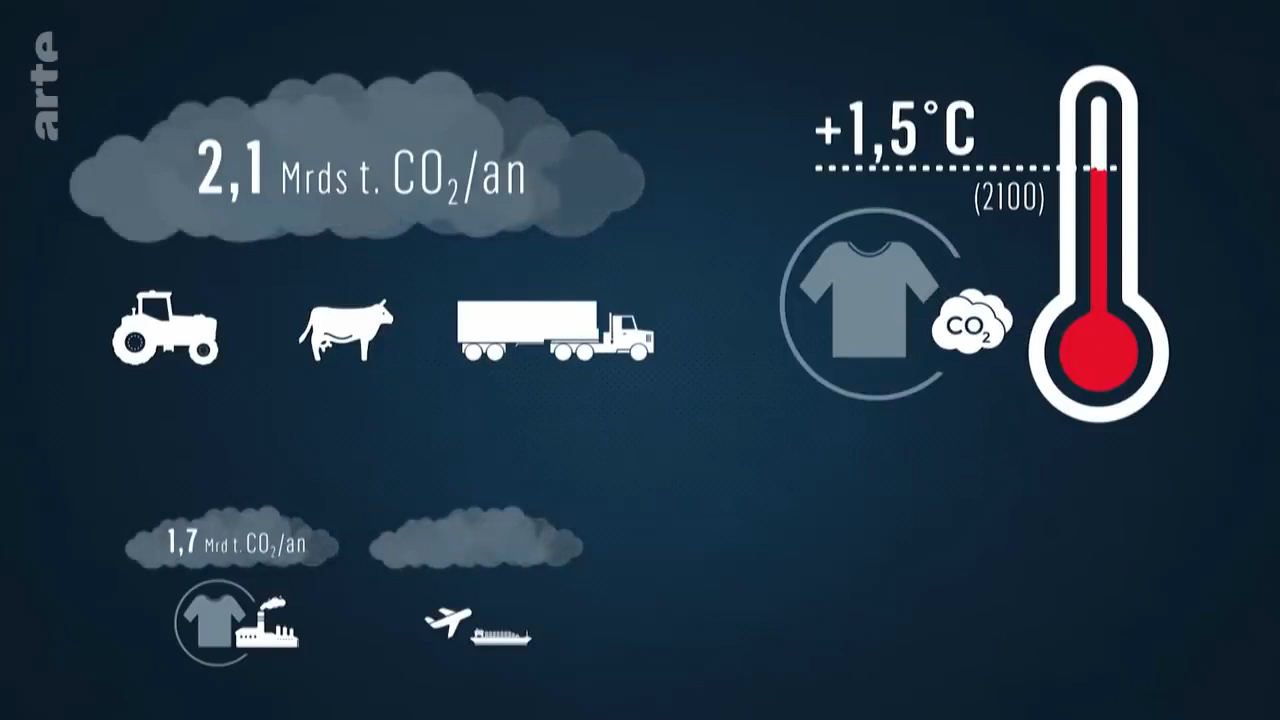 arte
2,1 Mrds t. CO₂/an
+1,5°C
(2100)
CO₂
1,7 Mrd t. CO₂/an